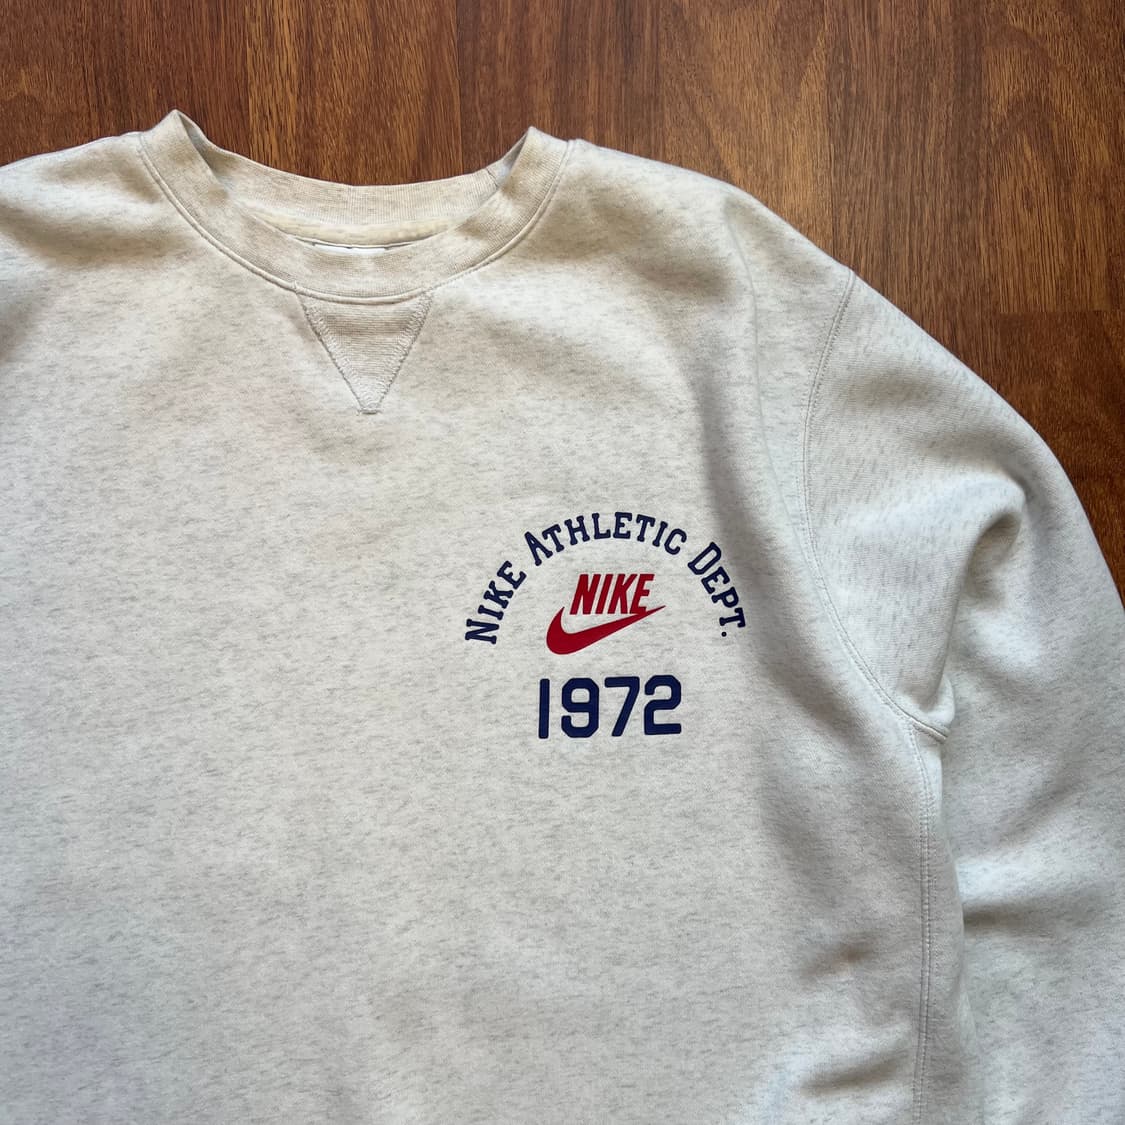 NIKE ATHLETIC DEPT.
NIKE
1972